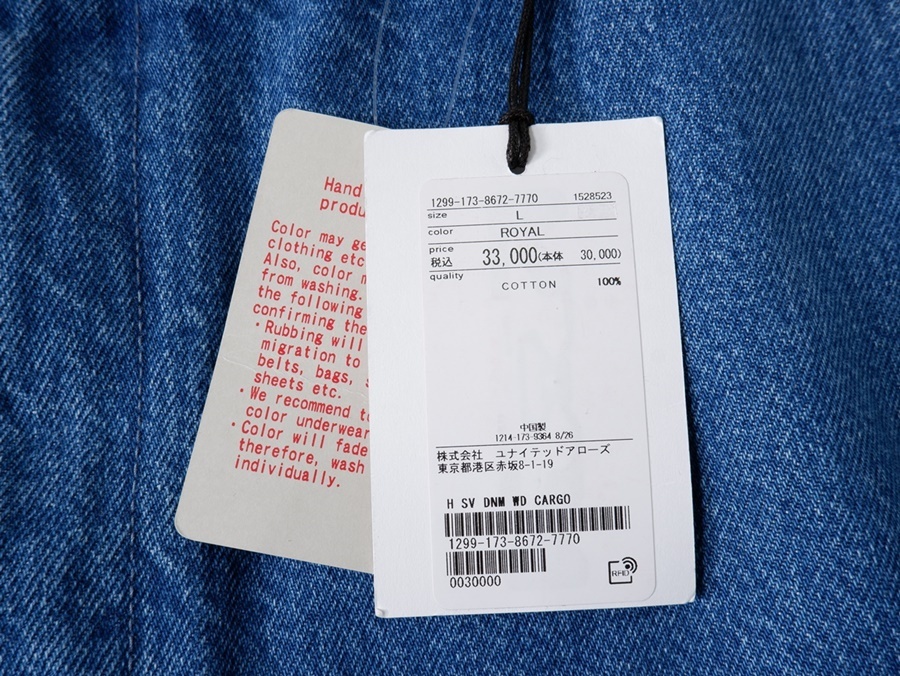 Hand
produ
Color may ge
clothing etc
Also, color m
from washing.
the following
confirming the
・Rubbing will
migration to
belts, bags, s
sheets etc.
・We recommend to
color underwear
・Color will fade
therefore, wash
individually.
1299-173-8672-7770 1528523
size L
color ROYAL
price
税込 33,000(本体 30,000)
quality
COTTON 100%
中国製
1214-173-9364 8/26
株式会社 ユナイテッドアローズ
東京都港区赤坂8-1-19
H SV DNM WD CARGO
1299-173-8672-7770
0030000
RFID